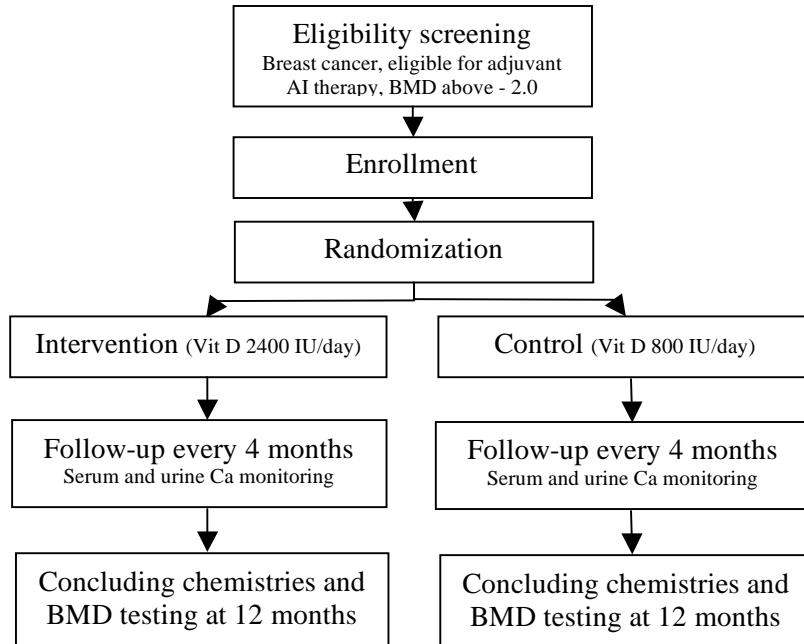 Eligibility screening
Breast cancer, eligible for adjuvant
AI therapy, BMD above - 2.0
Enrollment
Randomization
Intervention (Vit D 2400 IU/day)
Control (Vit D 800 IU/day)
Follow-up every 4 months
Serum and urine Ca monitoring
Follow-up every 4 months
Serum and urine Ca monitoring
Concluding chemistries and
BMD testing at 12 months
Concluding chemistries and
BMD testing at 12 months